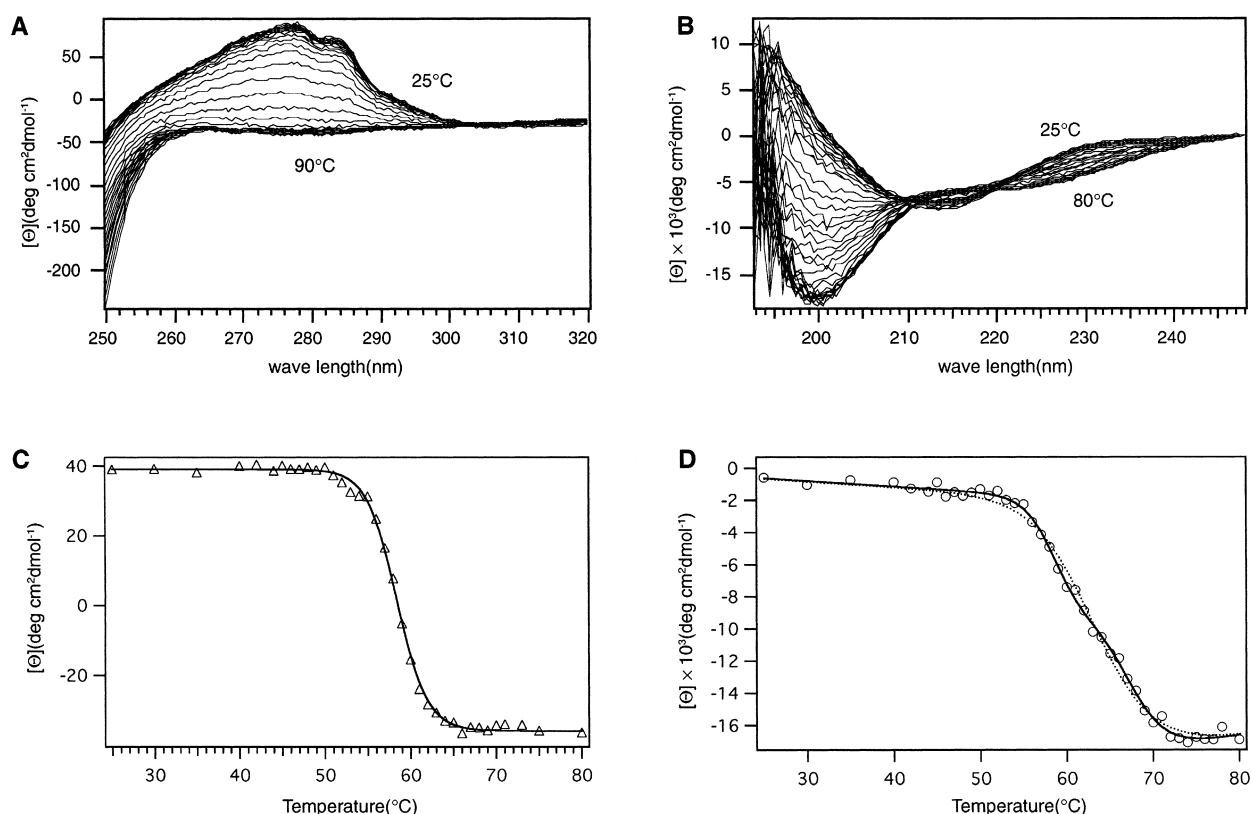 A
[Θ](deg cm²dmol⁻¹)
50
0
-50
-100
-150
-200
25°C
90°C
250 260 270 280 290 300 310 320
wave length(nm)
B
[Θ] × 10³(deg cm²dmol⁻¹)
10
5
0
-5
-10
-15
25°C
80°C
200 210 220 230 240
wave length(nm)
C
[Θ](deg cm²dmol⁻¹)
40
20
0
-20
30 40 50 60 70 80
Temperature(°C)
D
[Θ] × 10³(deg cm²dmol⁻¹)
0
-2
-4
-6
-8
-10
-12
-14
-16
30 40 50 60 70 80
Temperature(°C)